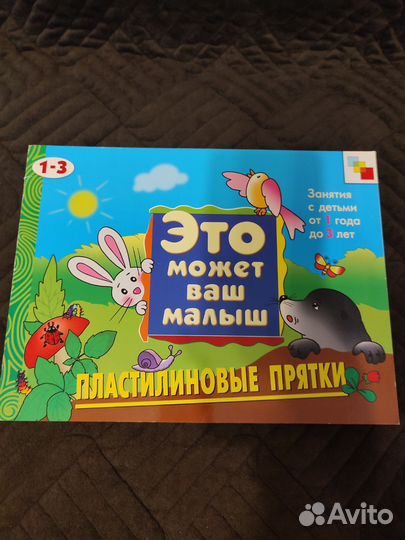 1-3
Занятия
с детьми
от 1 года
до 3 лет
Это
может
ваш
малыш
ПЛАСТИЛИНОВЫЕ ПРЯТКИ
Avito